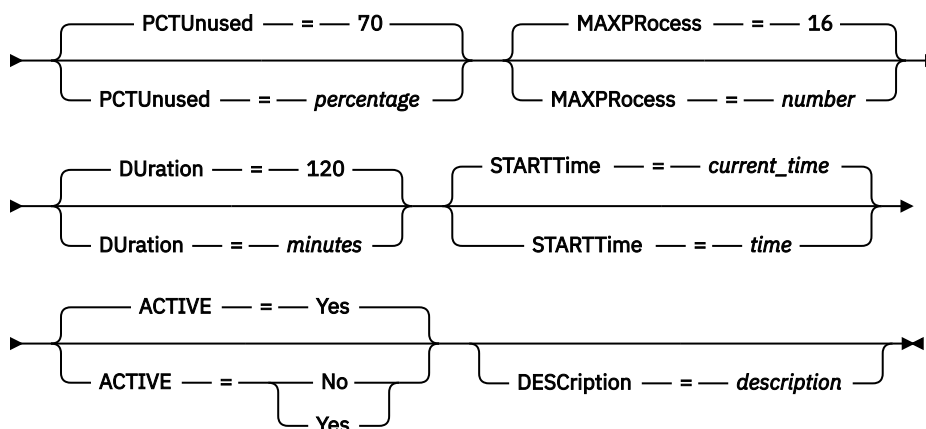 PCTUnused = 70 MAXPRocess = 16
PCTUnused = percentage MAXPRocess = number
DUration = 120 STARTTime = current_time
DUration = minutes STARTTime = time
ACTIVE = Yes
ACTIVE = No DESCription = description
Yes